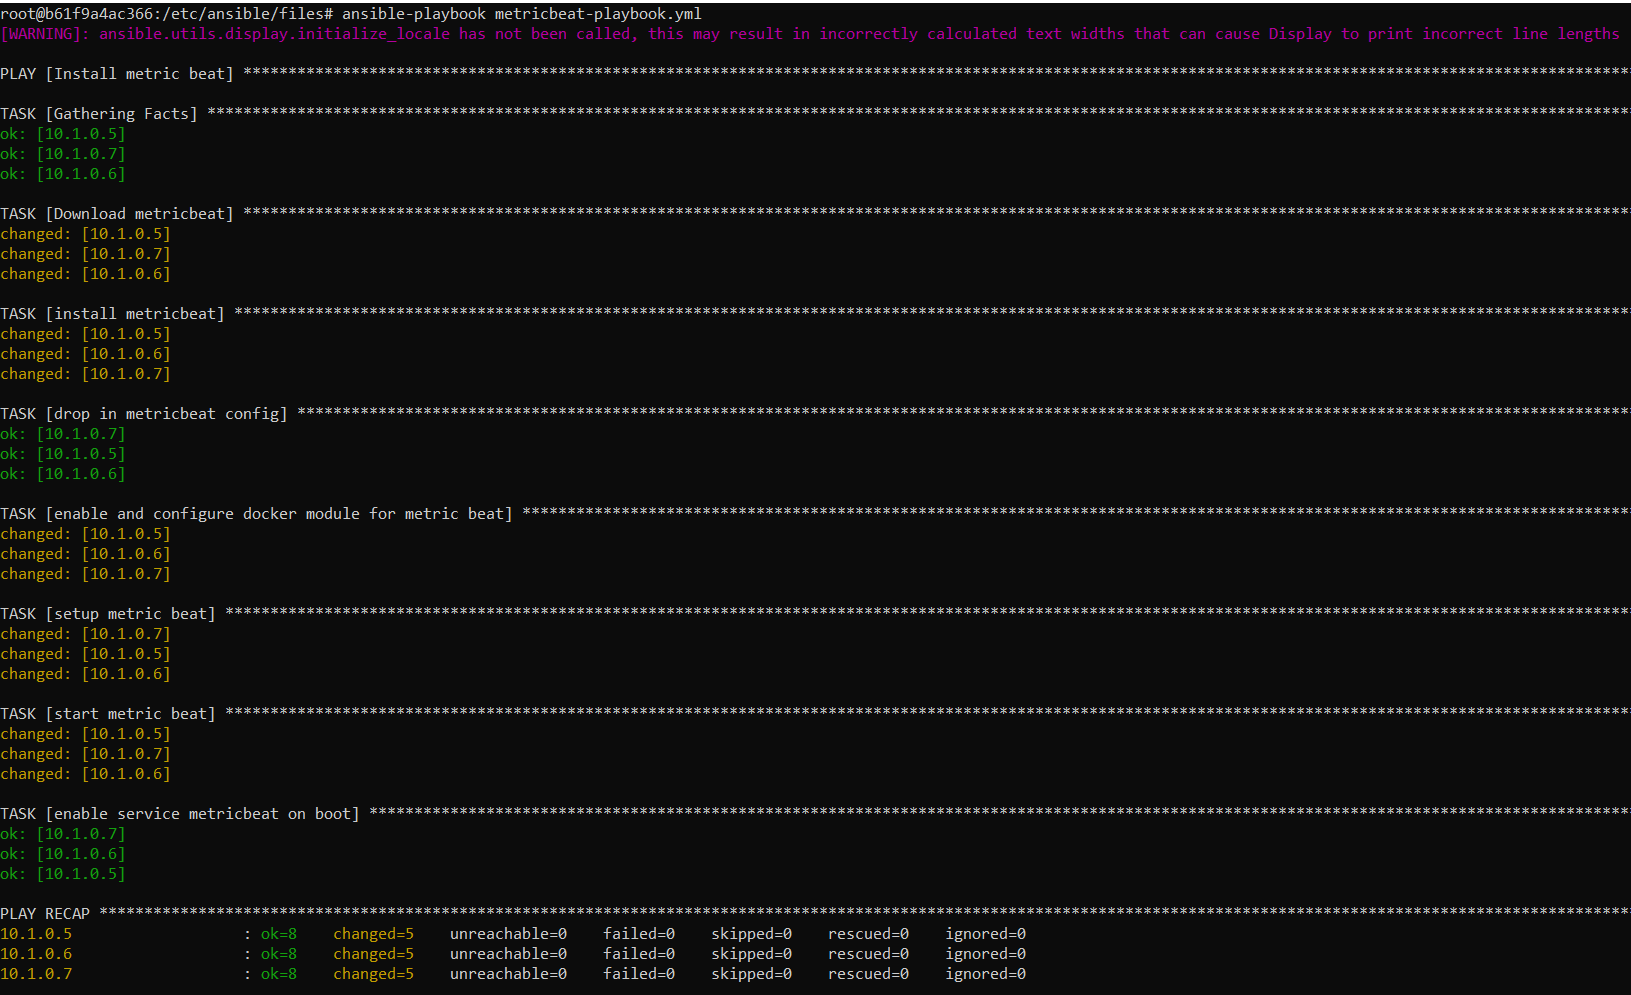 root@b61f9a4ac366:/etc/ansible/files# ansible-playbook metricbeat-playbook.yml
[WARNING]: ansible.utils.display.initialize_locale has not been called, this may result in incorrectly calculated text widths that can cause Display to print incorrect line lengths
PLAY [Install metric beat] **********************************************************************************************************************************************************
TASK [Gathering Facts] **************************************************************************************************************************************************************
ok: [10.1.0.5]
ok: [10.1.0.7]
ok: [10.1.0.6]
TASK [Download metricbeat] **********************************************************************************************************************************************************
changed: [10.1.0.5]
changed: [10.1.0.7]
changed: [10.1.0.6]
TASK [install metricbeat] ***********************************************************************************************************************************************************
changed: [10.1.0.5]
changed: [10.1.0.6]
changed: [10.1.0.7]
TASK [drop in metricbeat config] ****************************************************************************************************************************************************
ok: [10.1.0.7]
ok: [10.1.0.5]
ok: [10.1.0.6]
TASK [enable and configure docker module for metric beat] ***************************************************************************************************************************
changed: [10.1.0.5]
changed: [10.1.0.6]
changed: [10.1.0.7]
TASK [setup metric beat] ************************************************************************************************************************************************************
changed: [10.1.0.7]
changed: [10.1.0.5]
changed: [10.1.0.6]
TASK [start metric beat] ************************************************************************************************************************************************************
changed: [10.1.0.5]
changed: [10.1.0.7]
changed: [10.1.0.6]
TASK [enable service metricbeat on boot] ********************************************************************************************************************************************
ok: [10.1.0.7]
ok: [10.1.0.6]
ok: [10.1.0.5]
PLAY RECAP **************************************************************************************************************************************************************************
10.1.0.5                   : ok=8    changed=5    unreachable=0    failed=0    skipped=0    rescued=0    ignored=0
10.1.0.6                   : ok=8    changed=5    unreachable=0    failed=0    skipped=0    rescued=0    ignored=0
10.1.0.7                   : ok=8    changed=5    unreachable=0    failed=0    skipped=0    rescued=0    ignored=0